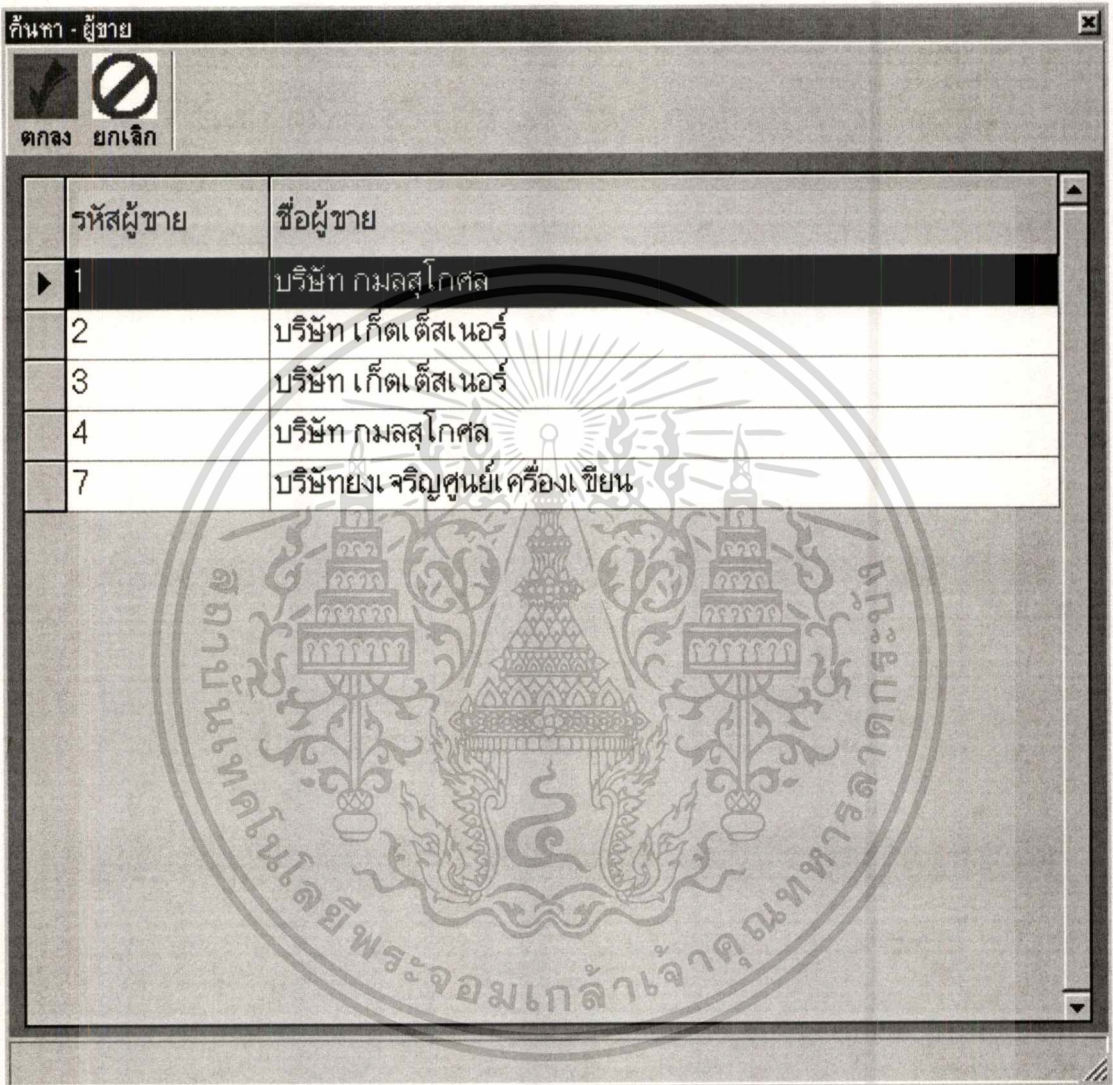 ค้นหา - ผู้ขาย
ตกลง ยกเลิก
รหัสผู้ขาย ชื่อผู้ขาย
1 บริษัท กมลสุโกศล
2 บริษัท เก็ตเต็สเนอร์
3 บริษัท เก็ตเต็สเนอร์
4 บริษัท กมลสุโกศล
7 บริษัทยงเจริญศูนย์เครื่องเขียน
สถาบันเทคโนโลยีพระจอมเกล้าเจ้าคุณทหารลาดกระบัง